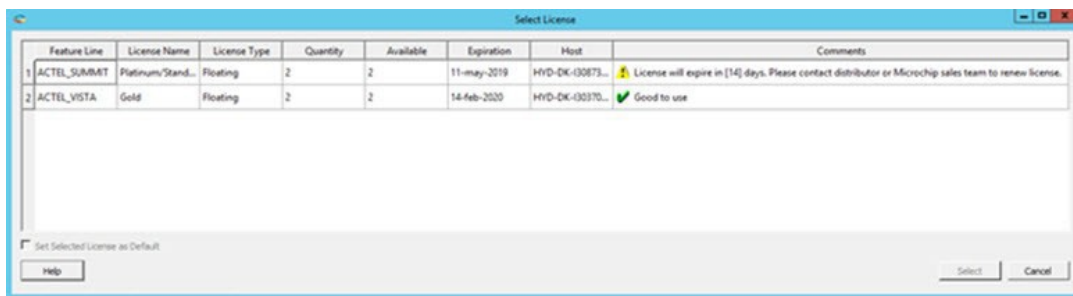 Select License
Feature Line License Name License Type Quantity Available Expiration Host Comments
1 ACTEL_SUMMIT Platinum/Stand... Floating 2 2 11-may-2019 HYD-DK-I30873... License will expire in [14] days. Please contact distributor or Microchip sales team to renew license.
2 ACTEL_VISTA Gold Floating 2 2 14-feb-2020 HYD-DK-I30370... Good to use
Set Selected License as Default
Help Select Cancel